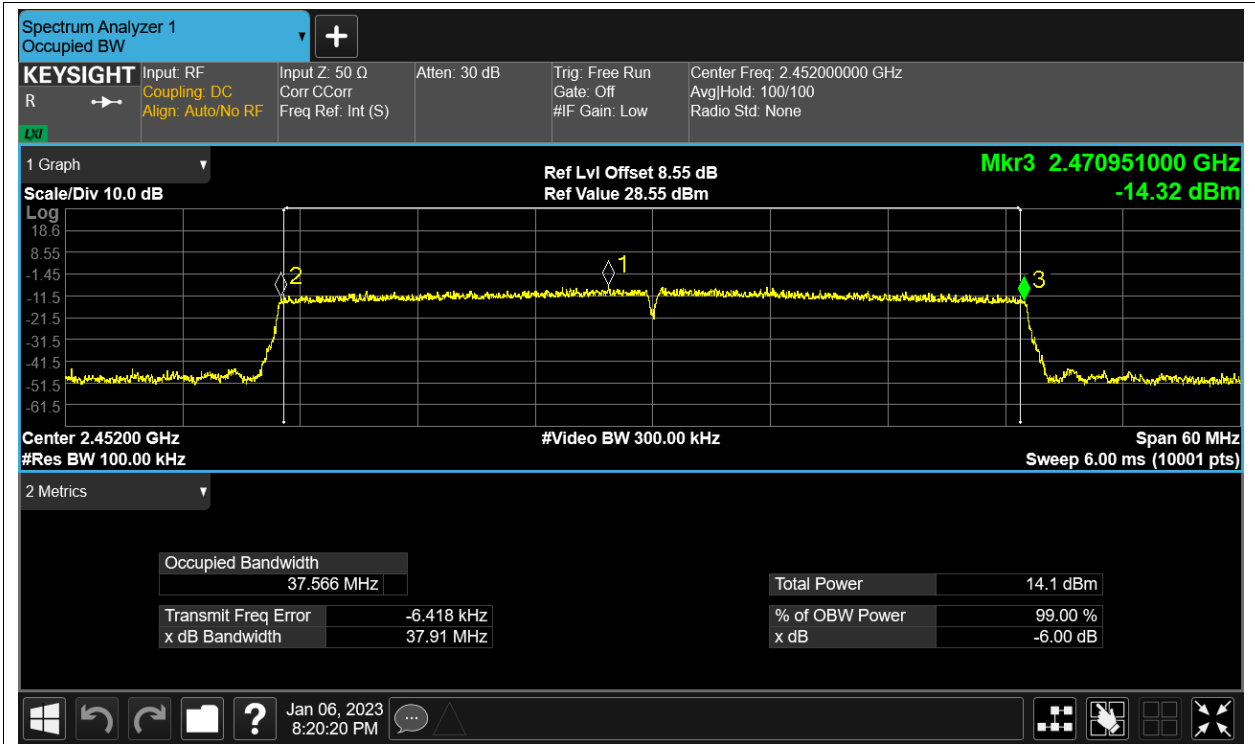 Spectrum Analyzer 1
Occupied BW
KEYSIGHT
R
LXI
Input: RF
Coupling: DC
Align: Auto/No RF
Input Z: 50 Ω
Corr CCorr
Freq Ref: Int (S)
Atten: 30 dB
Trig: Free Run
Gate: Off
#IF Gain: Low
Center Freq: 2.452000000 GHz
Avg|Hold: 100/100
Radio Std: None
1 Graph
Scale/Div 10.0 dB
Ref Lvl Offset 8.55 dB
Ref Value 28.55 dBm
Mkr3 2.470951000 GHz
-14.32 dBm
Log
18.6
8.55
-1.45
-11.5
-21.5
-31.5
-41.5
-51.5
-61.5
2
1
3
Center 2.45200 GHz
#Res BW 100.00 kHz
#Video BW 300.00 kHz
Span 60 MHz
Sweep 6.00 ms (10001 pts)
2 Metrics
Occupied Bandwidth
37.566 MHz
Transmit Freq Error -6.418 kHz
x dB Bandwidth 37.91 MHz
Total Power 14.1 dBm
% of OBW Power 99.00 %
x dB -6.00 dB
?
Jan 06, 2023
8:20:20 PM